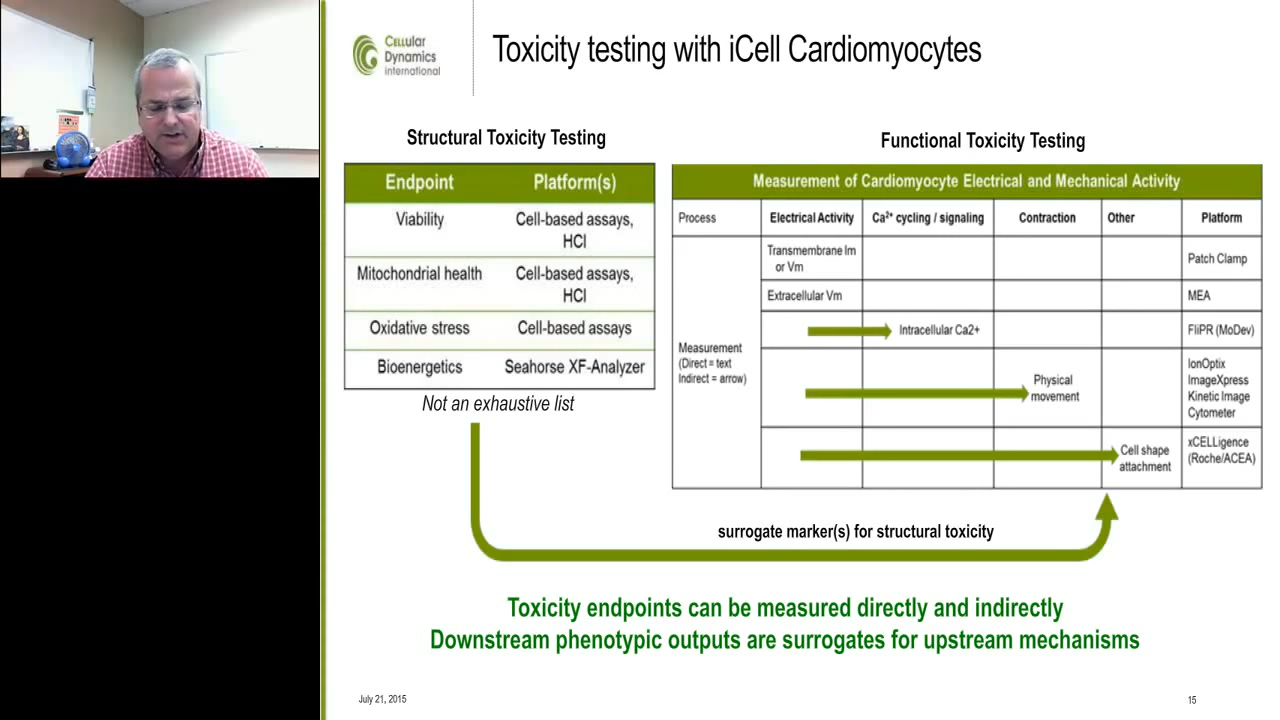 Cellular
Dynamics
international
Toxicity testing with iCell Cardiomyocytes
Structural Toxicity Testing
Endpoint Platform(s)
Viability Cell-based assays,
HCI
Mitochondrial health Cell-based assays,
HCI
Oxidative stress Cell-based assays
Bioenergetics Seahorse XF-Analyzer
Not an exhaustive list
Functional Toxicity Testing
Measurement of Cardiomyocyte Electrical and Mechanical Activity
Process Electrical Activity Ca²⁺ cycling / signaling Contraction Other Platform
Measurement
(Direct = text
Indirect = arrow)
Transmembrane Im
or Vm
Patch Clamp
Extracellular Vm MEA
Intracellular Ca2+ FliPR (MoDev)
Physical
movement
IonOptix
ImageXpress
Kinetic Image
Cytometer
Cell shape
attachment
xCELLigence
(Roche/ACEA)
surrogate marker(s) for structural toxicity
Toxicity endpoints can be measured directly and indirectly
Downstream phenotypic outputs are surrogates for upstream mechanisms
July 21, 2015 15